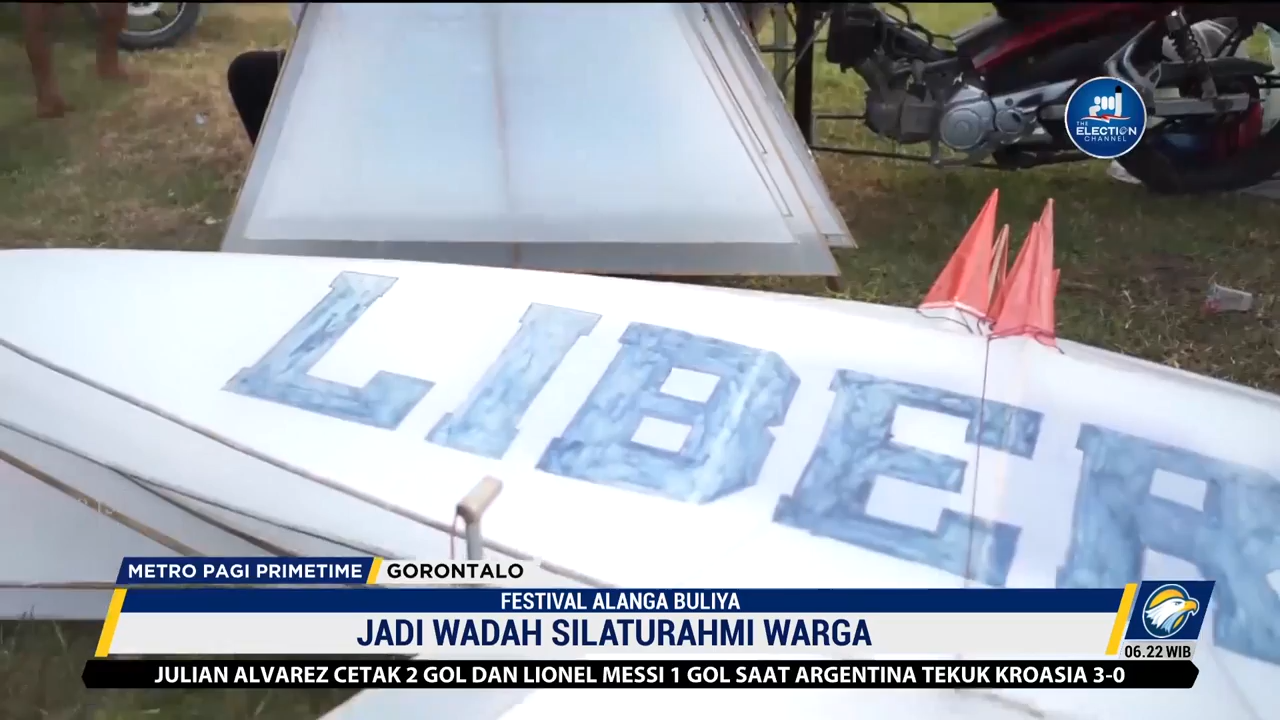 THE
ELECTION
CHANNEL
LIBER
METRO PAGI PRIMETIME
GORONTALO
FESTIVAL ALANGA BULIYA
JADI WADAH SILATURAHMI WARGA
06.22 WIB
JULIAN ALVAREZ CETAK 2 GOL DAN LIONEL MESSI 1 GOL SAAT ARGENTINA TEKUK KROASIA 3-0